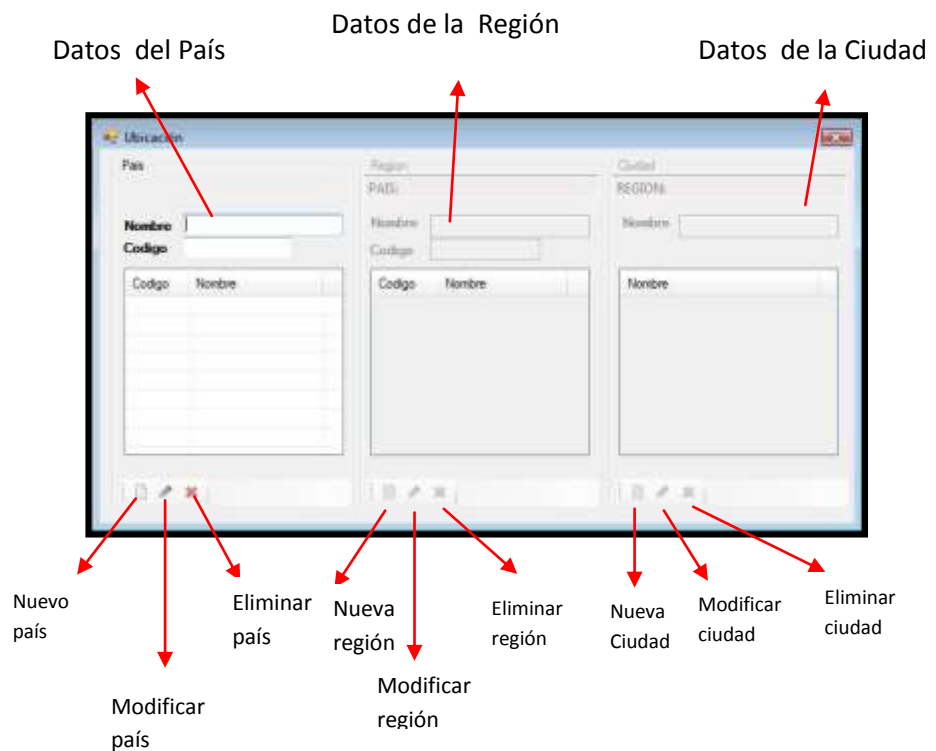 Datos de la Región
Datos del País
Datos de la Ciudad
Ubicación
Pais
Nombre
Codigo
Codigo Nombre
Region
PAIS:
Nombre
Codigo
Codigo Nombre
Ciudad
REGION:
Nombre
Nombre
Nuevo
país
Modificar
país
Eliminar
país
Nueva
región
Modificar
región
Eliminar
región
Nueva
Ciudad
Modificar
ciudad
Eliminar
ciudad